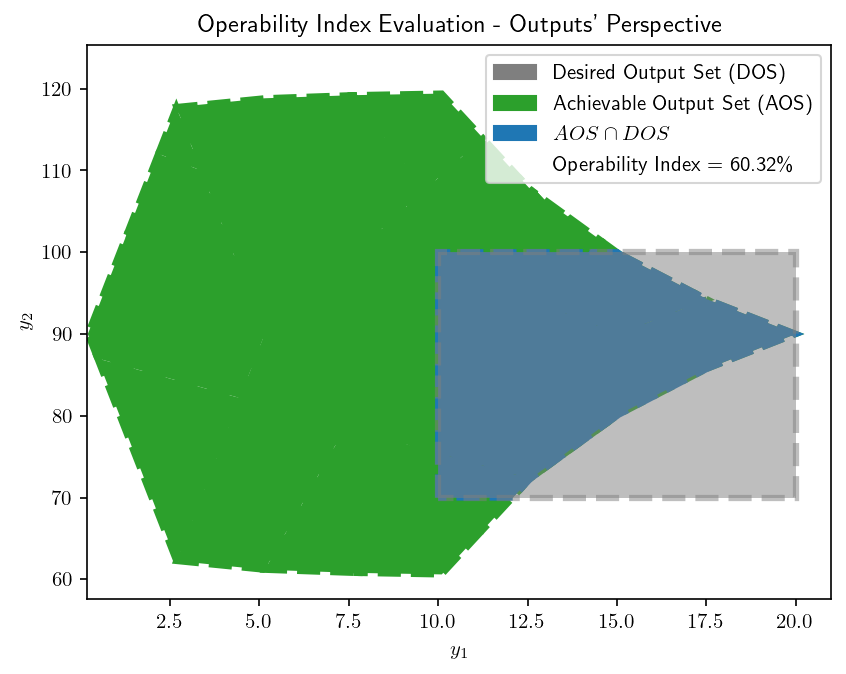 Operability Index Evaluation - Outputs' Perspective
Desired Output Set (DOS)
Achievable Output Set (AOS)
AOS ∩ DOS
Operability Index = 60.32%
120
110
100
90
80
70
60
y₂
2.5 5.0 7.5 10.0 12.5 15.0 17.5 20.0
y₁